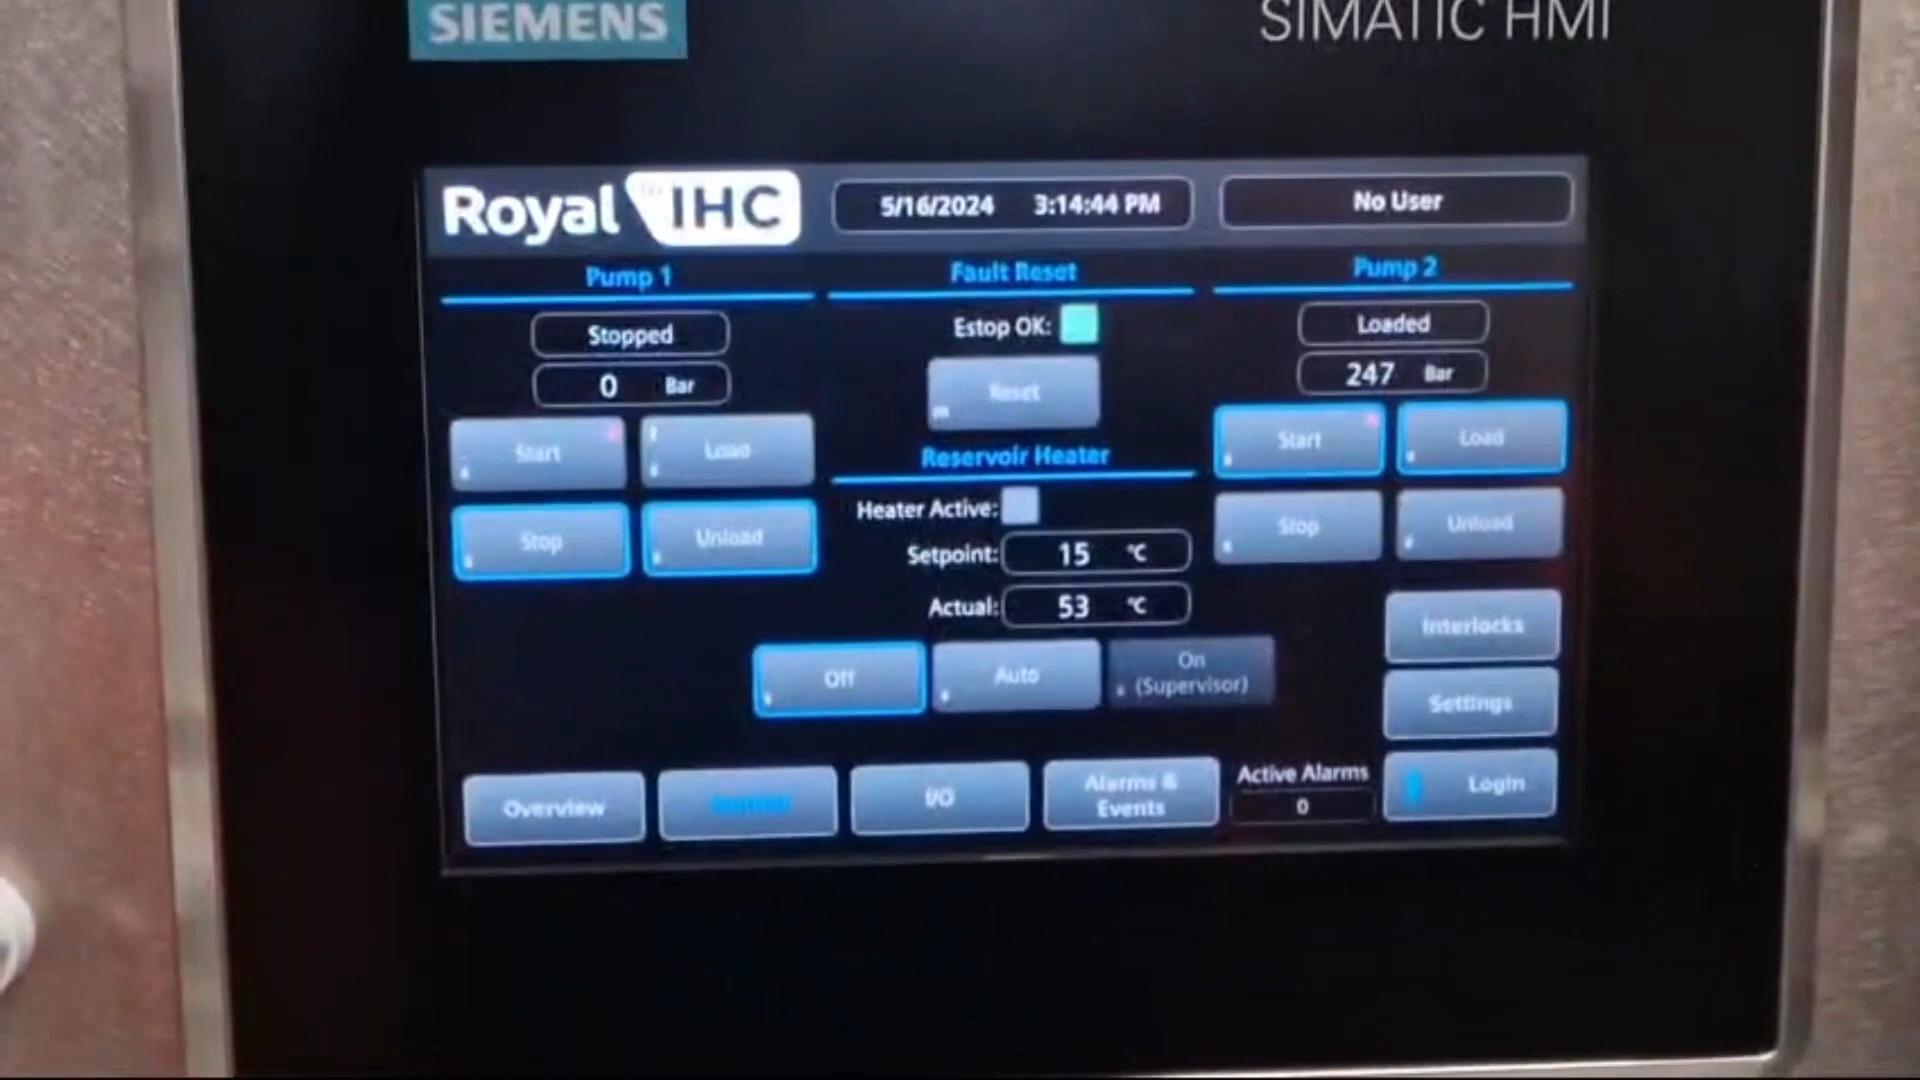 SIEMENS
SIMATIC HMI
Royal IHC
5/16/2024 3:14:44 PM
No User
Pump 1
Fault Reset
Pump 2
Stopped
Estop OK:
Loaded
0 Bar
Reset
247 Bar
Start
Load
Start
Load
Reservoir Heater
Stop
Unload
Heater Active:
Stop
Unload
Setpoint: 15 °C
Actual: 53 °C
Interlocks
Off
Auto
On
(Supervisor)
Settings
Overview
I/O
Alarms &
Events
Active Alarms
0
Login